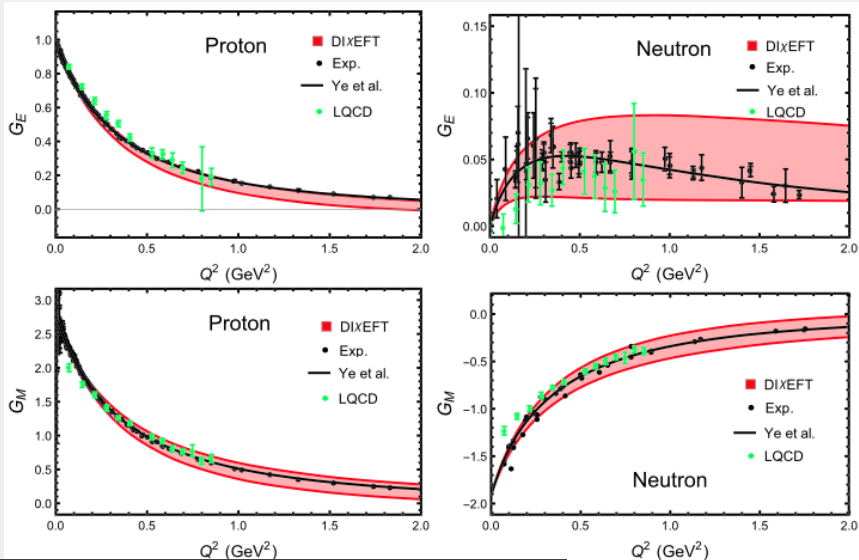 Proton
DIχEFT
Exp.
Ye et al.
LQCD
G_E
1.0
0.8
0.6
0.4
0.2
0.0
0.0 0.5 1.0 1.5 2.0
Q² (GeV²)
Neutron
DIχEFT
Exp.
Ye et al.
LQCD
G_E
0.15
0.10
0.05
0.00
0.0 0.5 1.0 1.5 2.0
Q² (GeV²)
Proton
DIχEFT
Exp.
Ye et al.
LQCD
G_M
3.0
2.5
2.0
1.5
1.0
0.5
0.0
0.0 0.5 1.0 1.5 2.0
Q² (GeV²)
G_M
0.0
−0.5
−1.0
−1.5
−2.0
DIχEFT
Exp.
Ye et al.
LQCD
Neutron
0.0 0.5 1.0 1.5 2.0
Q² (GeV²)